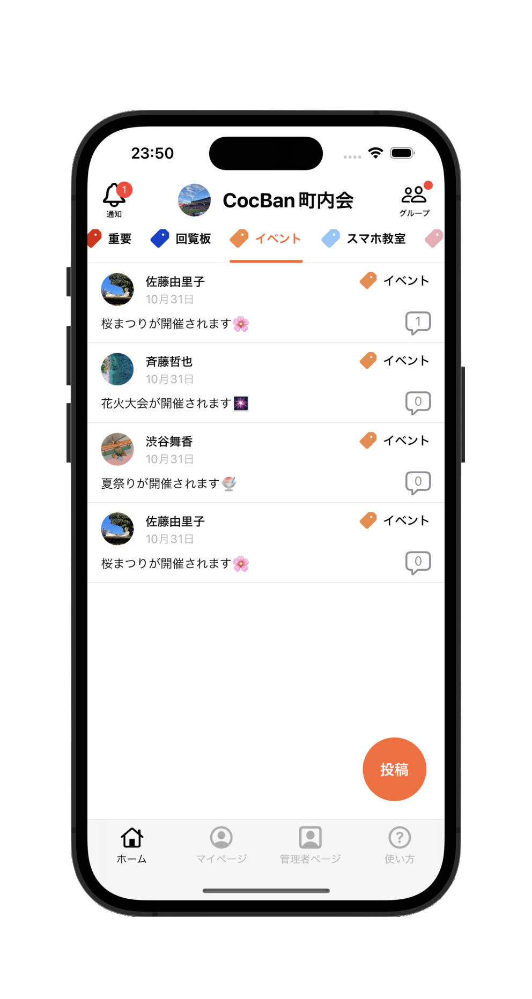 23:50
1
通知
CocBan 町内会
グループ
重要 回覧板 イベント スマホ教室
佐藤由里子 イベント
10月31日
桜まつりが開催されます🌸 1
斉藤哲也 イベント
10月31日
花火大会が開催されます🎆 0
渋谷舞香 イベント
10月31日
夏祭りが開催されます🍧 0
佐藤由里子 イベント
10月31日
桜まつりが開催されます🌸 0
投稿
ホーム マイページ 管理者ページ 使い方